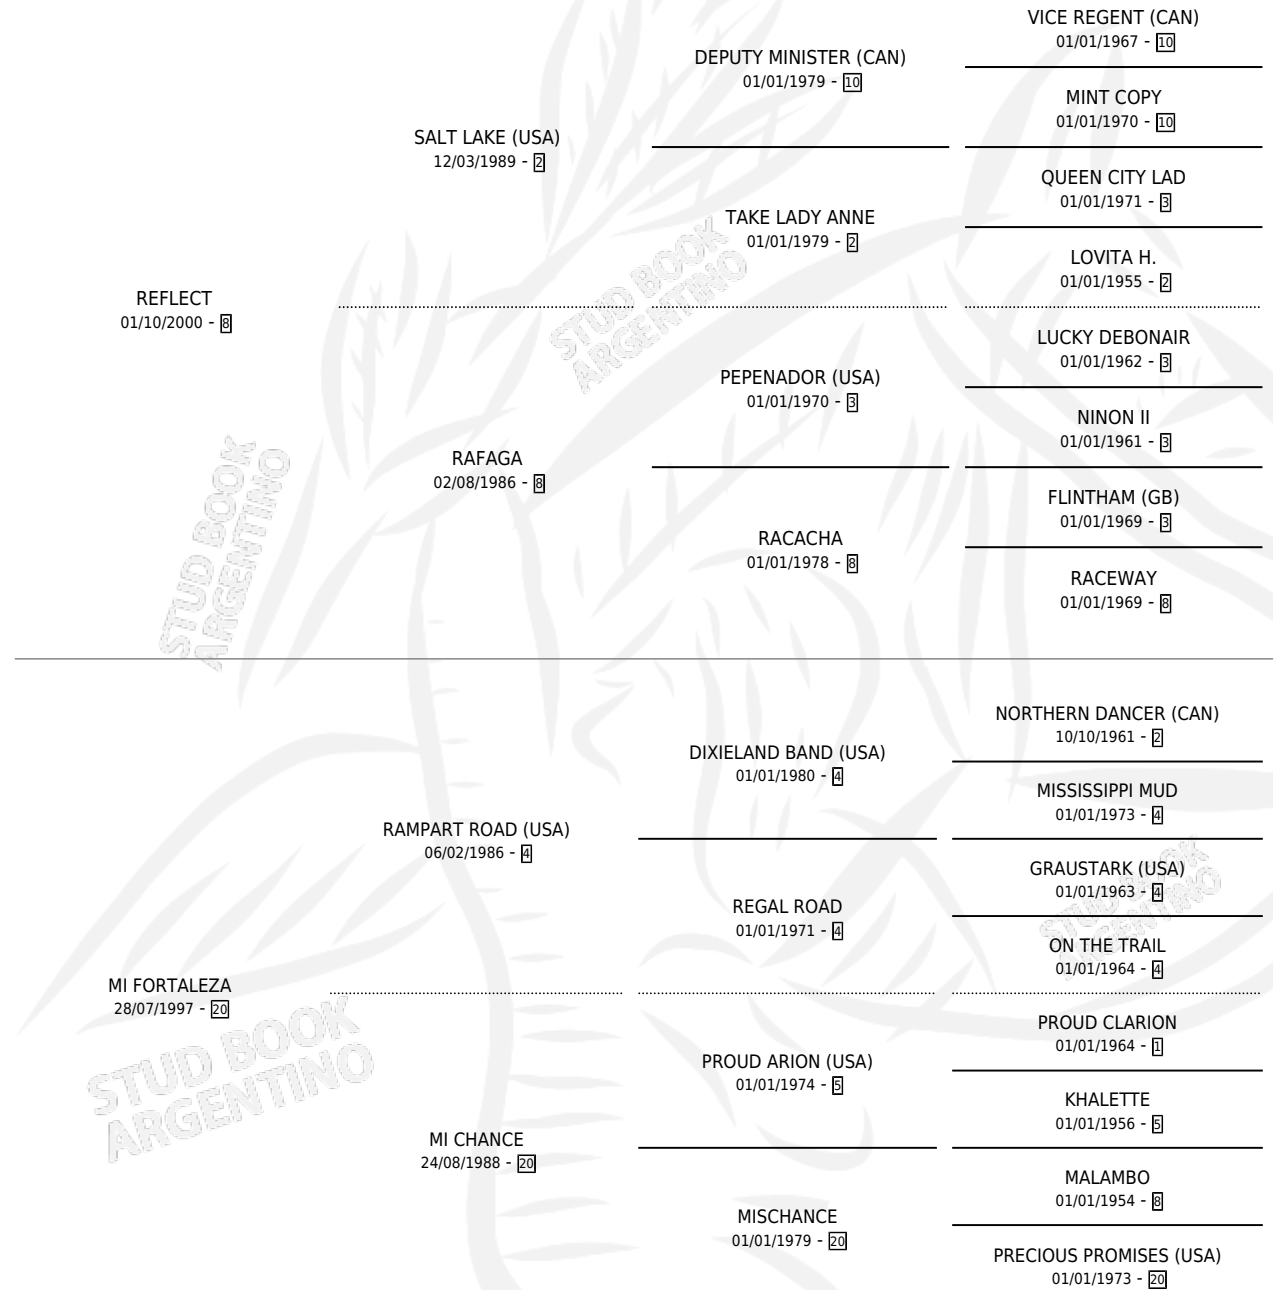 VICE REGENT (CAN)
01/01/1967 - 10
DEPUTY MINISTER (CAN)
01/01/1979 - 10
MINT COPY
01/01/1970 - 10
SALT LAKE (USA)
12/03/1989 - 2
QUEEN CITY LAD
01/01/1971 - 3
TAKE LADY ANNE
01/01/1979 - 2
LOVITA H.
01/01/1955 - 2
REFLECT
01/10/2000 - 8
STUD BOOK
ARGENTINO
LUCKY DEBONAIR
01/01/1962 - 3
PEPENADOR (USA)
01/01/1970 - 3
NINON II
01/01/1961 - 3
RAFAGA
02/08/1986 - 8
FLINTHAM (GB)
01/01/1969 - 3
RACACHA
01/01/1978 - 8
RACEWAY
01/01/1969 - 8
STUD BOOK
ARGENTINO
NORTHERN DANCER (CAN)
10/10/1961 - 2
DIXIELAND BAND (USA)
01/01/1980 - 4
MISSISSIPPI MUD
01/01/1973 - 4
RAMPART ROAD (USA)
06/02/1986 - 4
GRAUSTARK (USA)
01/01/1963 - 4
REGAL ROAD
01/01/1971 - 4
STUD BOOK
ARGENTINO
ON THE TRAIL
01/01/1964 - 4
MI FORTALEZA
28/07/1997 - 20
STUD BOOK
ARGENTINO
PROUD CLARION
01/01/1964 - 1
PROUD ARION (USA)
01/01/1974 - 5
KHALETTE
01/01/1956 - 5
MI CHANCE
24/08/1988 - 20
MALAMBO
01/01/1954 - 8
MISCHANCE
01/01/1979 - 20
PRECIOUS PROMISES (USA)
01/01/1973 - 20